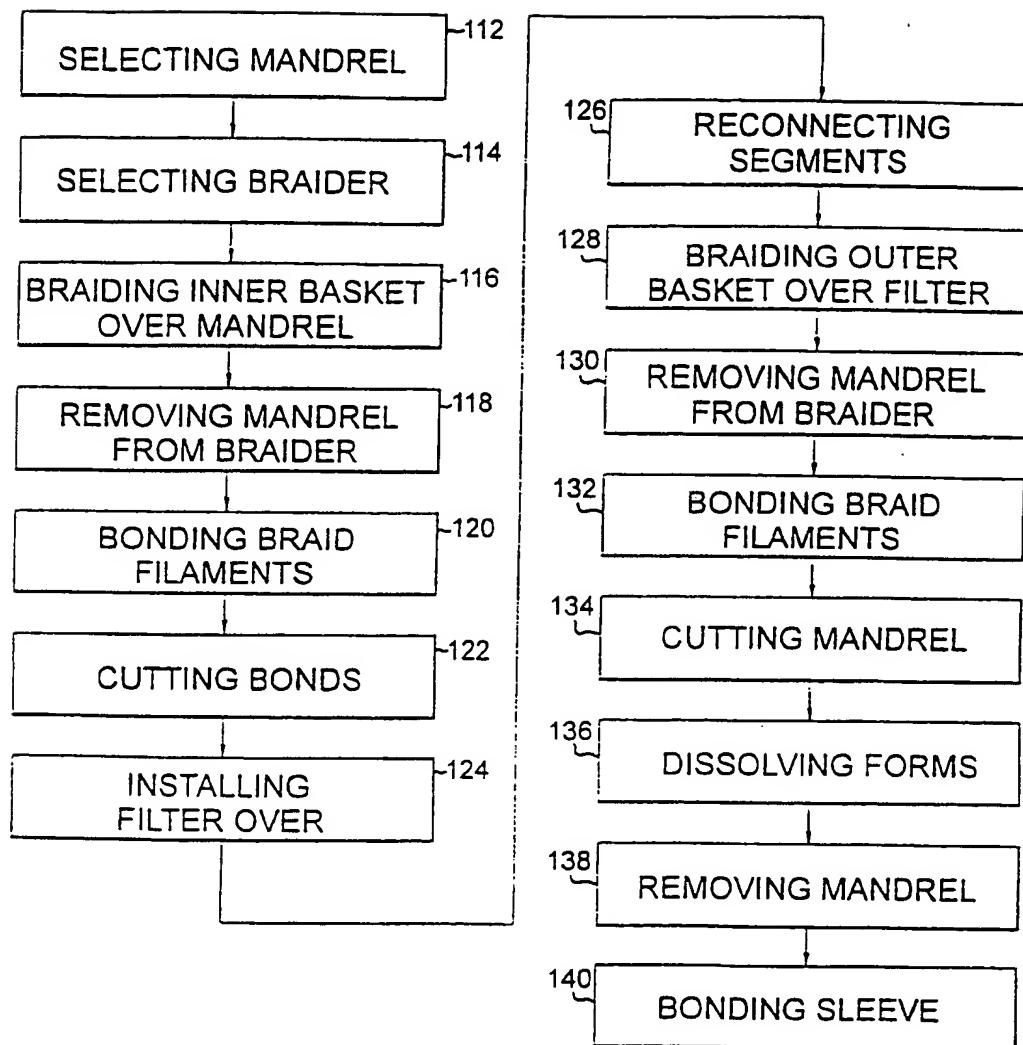 SELECTING MANDREL
112
SELECTING BRAIDER
114
BRAIDING INNER BASKET
OVER MANDREL
116
REMOVING MANDREL
FROM BRAIDER
118
BONDING BRAID
FILAMENTS
120
CUTTING BONDS
122
INSTALLING
FILTER OVER
124
126
RECONNECTING
SEGMENTS
128
BRAIDING OUTER
BASKET OVER FILTER
130
REMOVING MANDREL
FROM BRAIDER
132
BONDING BRAID
FILAMENTS
134
CUTTING MANDREL
136
DISSOLVING FORMS
138
REMOVING MANDREL
140
BONDING SLEEVE